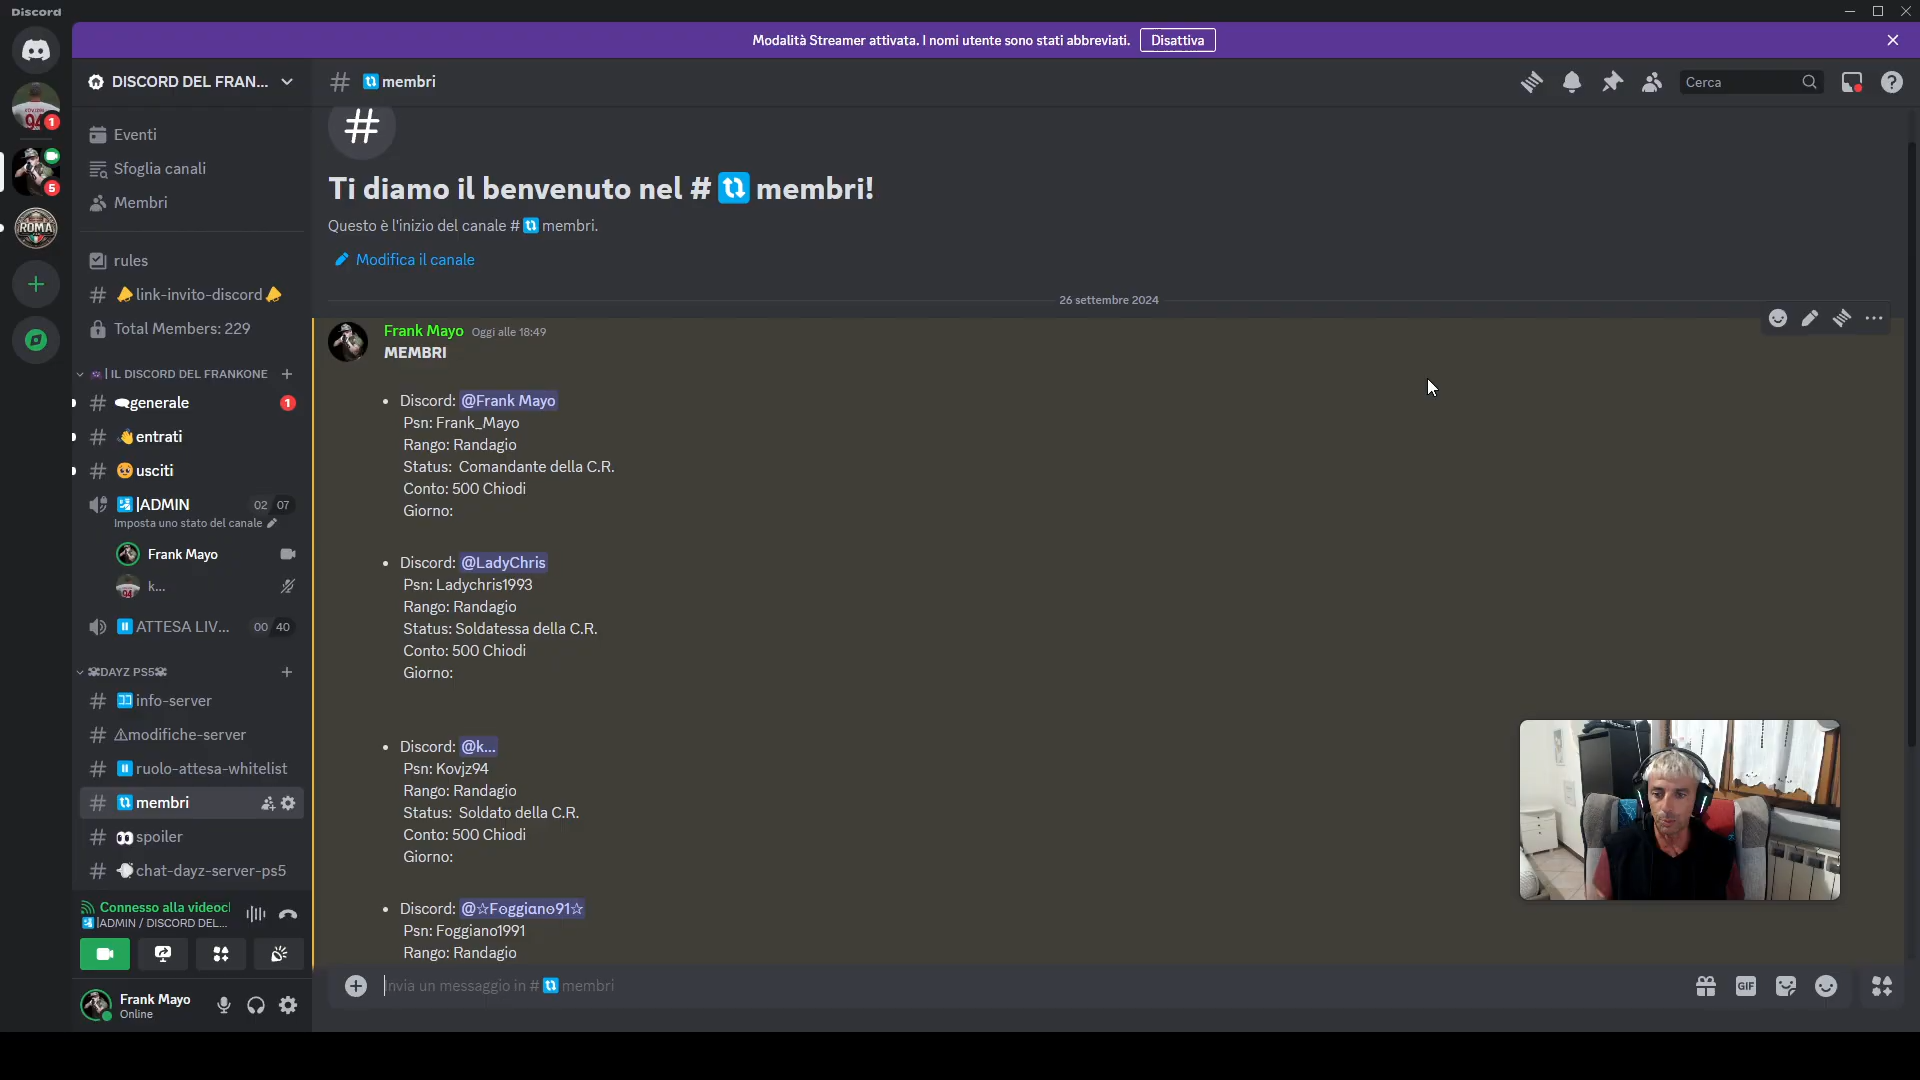 Discord
Modalità Streamer attivata. I nomi utente sono stati abbreviati.
Disattiva
DISCORD DEL FRAN...
membri
Cerca
94
1
5
ROMA
Eventi
Sfoglia canali
Membri
rules
link-invito-discord
Total Members: 229
| IL DISCORD DEL FRANKONE
generale
1
entrati
usciti
|ADMIN
02 07
Imposta uno stato del canale
Frank Mayo
k...
ATTESA LIV...
00 40
DAYZ PS5
info-server
modifiche-server
ruolo-attesa-whitelist
membri
spoiler
chat-dayz-server-ps5
Connesso alla videocl
|ADMIN / DISCORD DEL...
Frank Mayo
Online
Ti diamo il benvenuto nel # membri!
Questo è l'inizio del canale # membri.
Modifica il canale
26 settembre 2024
Frank Mayo Oggi alle 18:49
MEMBRI
• Discord: @Frank Mayo
Psn: Frank_Mayo
Rango: Randagio
Status: Comandante della C.R.
Conto: 500 Chiodi
Giorno:
• Discord: @LadyChris
Psn: Ladychris1993
Rango: Randagio
Status: Soldatessa della C.R.
Conto: 500 Chiodi
Giorno:
• Discord: @k...
Psn: Kovjz94
Rango: Randagio
Status: Soldato della C.R.
Conto: 500 Chiodi
Giorno:
• Discord: @☆Foggiano91☆
Psn: Foggiano1991
Rango: Randagio
Invia un messaggio in # membri
GIF